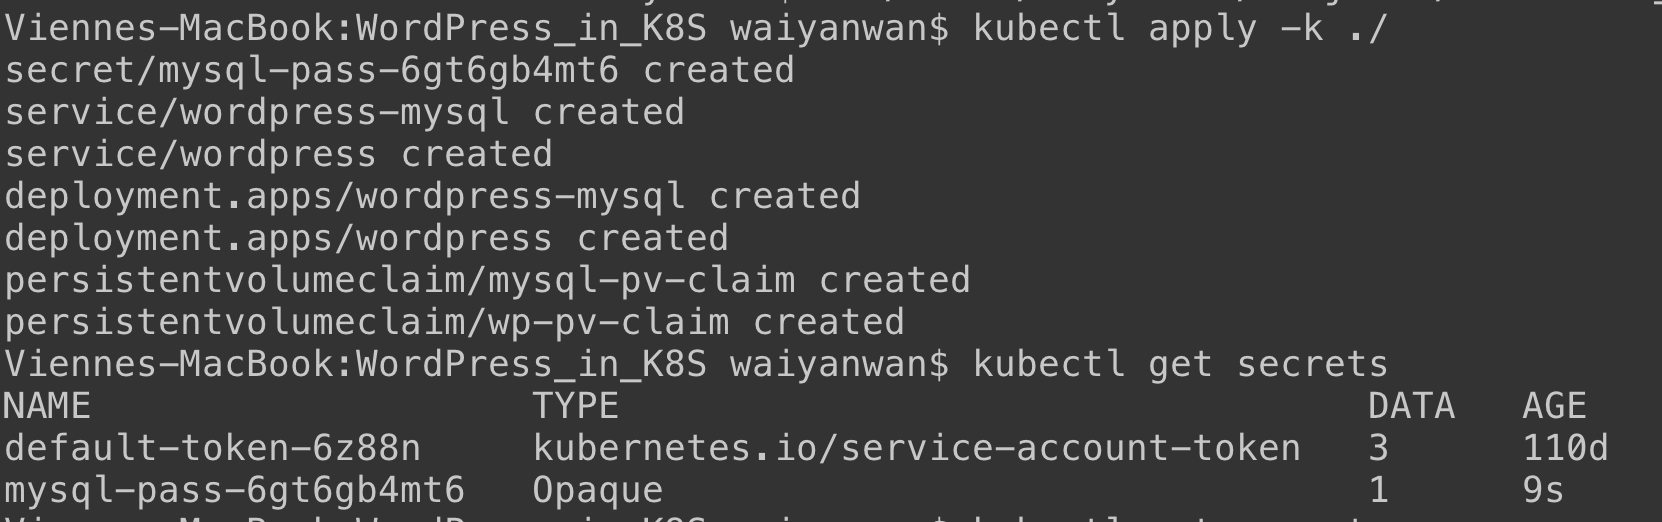 Viennes-MacBook:WordPress_in_K8S waiyanwan$ kubectl apply -k ./
secret/mysql-pass-6gt6gb4mt6 created
service/wordpress-mysql created
service/wordpress created
deployment.apps/wordpress-mysql created
deployment.apps/wordpress created
persistentvolumeclaim/mysql-pv-claim created
persistentvolumeclaim/wp-pv-claim created
Viennes-MacBook:WordPress_in_K8S waiyanwan$ kubectl get secrets
NAME TYPE DATA AGE
default-token-6z88n kubernetes.io/service-account-token 3 110d
mysql-pass-6gt6gb4mt6 Opaque 1 9s